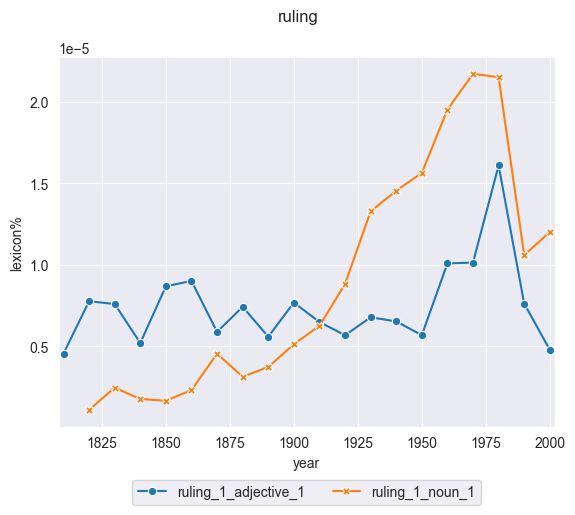 ruling
1e−5
2.0
1.5
1.0
0.5
lexicon%
1825 1850 1875 1900 1925 1950 1975 2000
year
ruling_1_adjective_1 ruling_1_noun_1